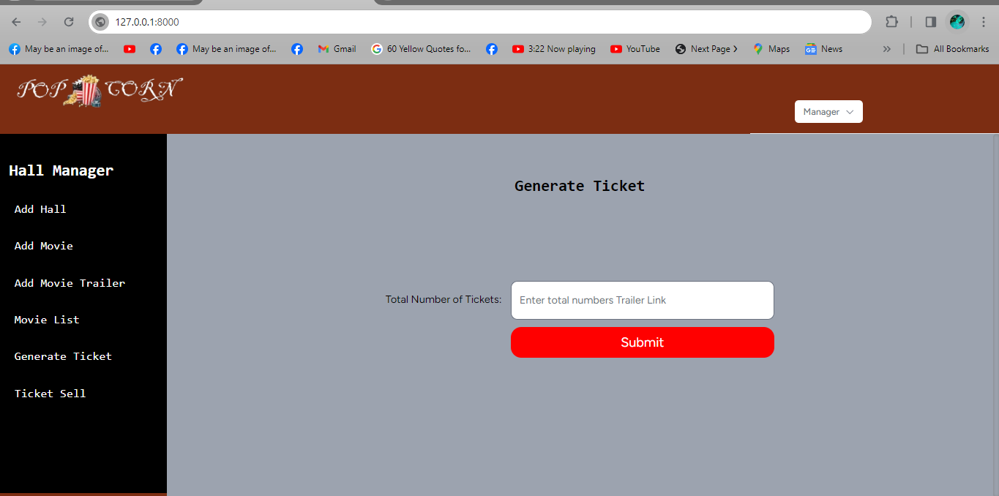 127.0.0.1:8000
May be an image of... May be an image of... Gmail 60 Yellow Quotes fo... 3:22 Now playing YouTube Next Page Maps News All Bookmarks
POP CORN
Manager
Hall Manager
Generate Ticket
Add Hall
Add Movie
Add Movie Trailer
Total Number of Tickets: Enter total numbers Trailer Link
Movie List
Submit
Generate Ticket
Ticket Sell